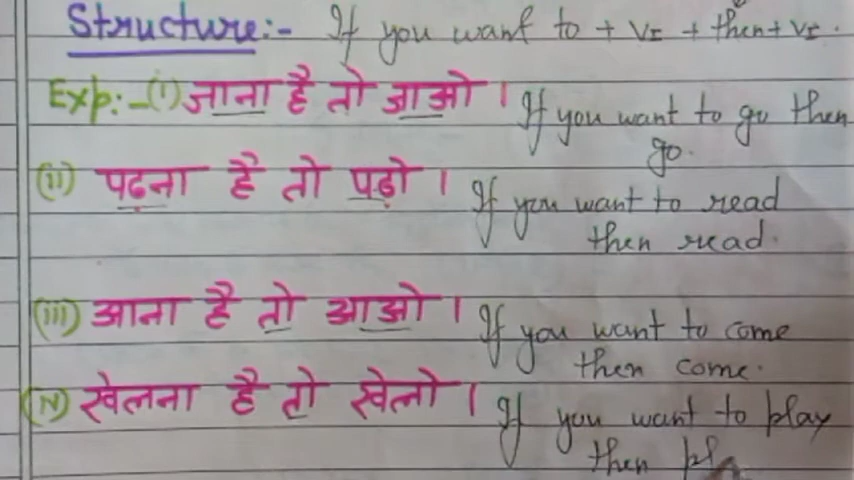 Structure:- If you want to + VI + then + VI.
Exp:-(i) जाना है तो जाओ। If you want to go then
go.
(ii) पढ़ना है तो पढ़ो। If you want to read
then read.
(iii) आना है तो आओ। If you want to come
then come.
(iv) खेलना है तो खेलो। If you want to play
then